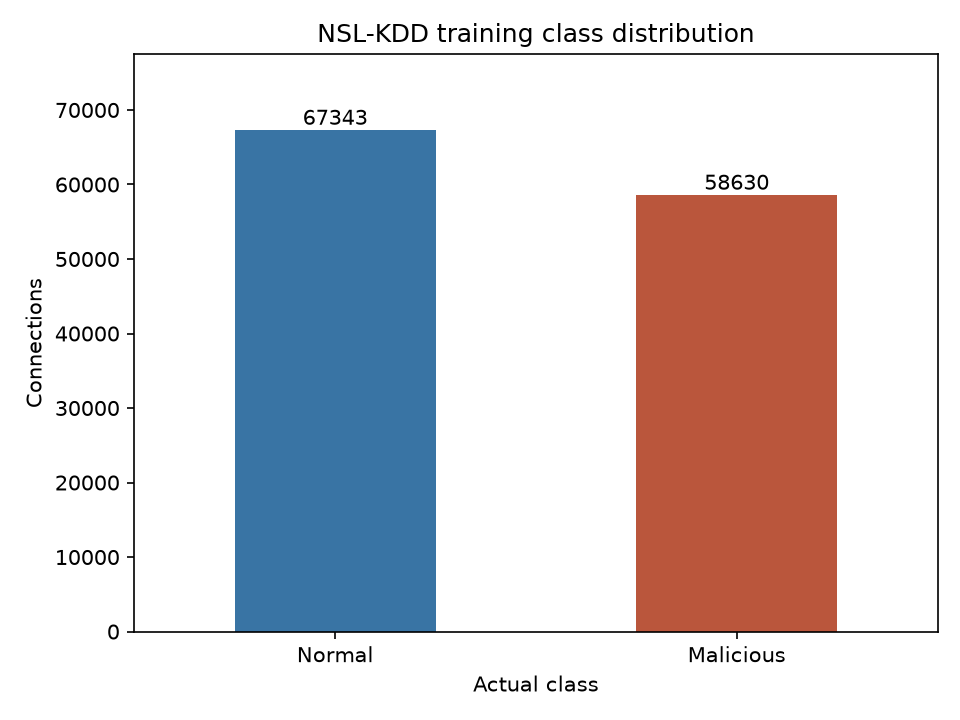 NSL-KDD training class distribution
70000
60000
50000
40000
30000
20000
10000
0
Connections
67343
58630
Normal
Malicious
Actual class